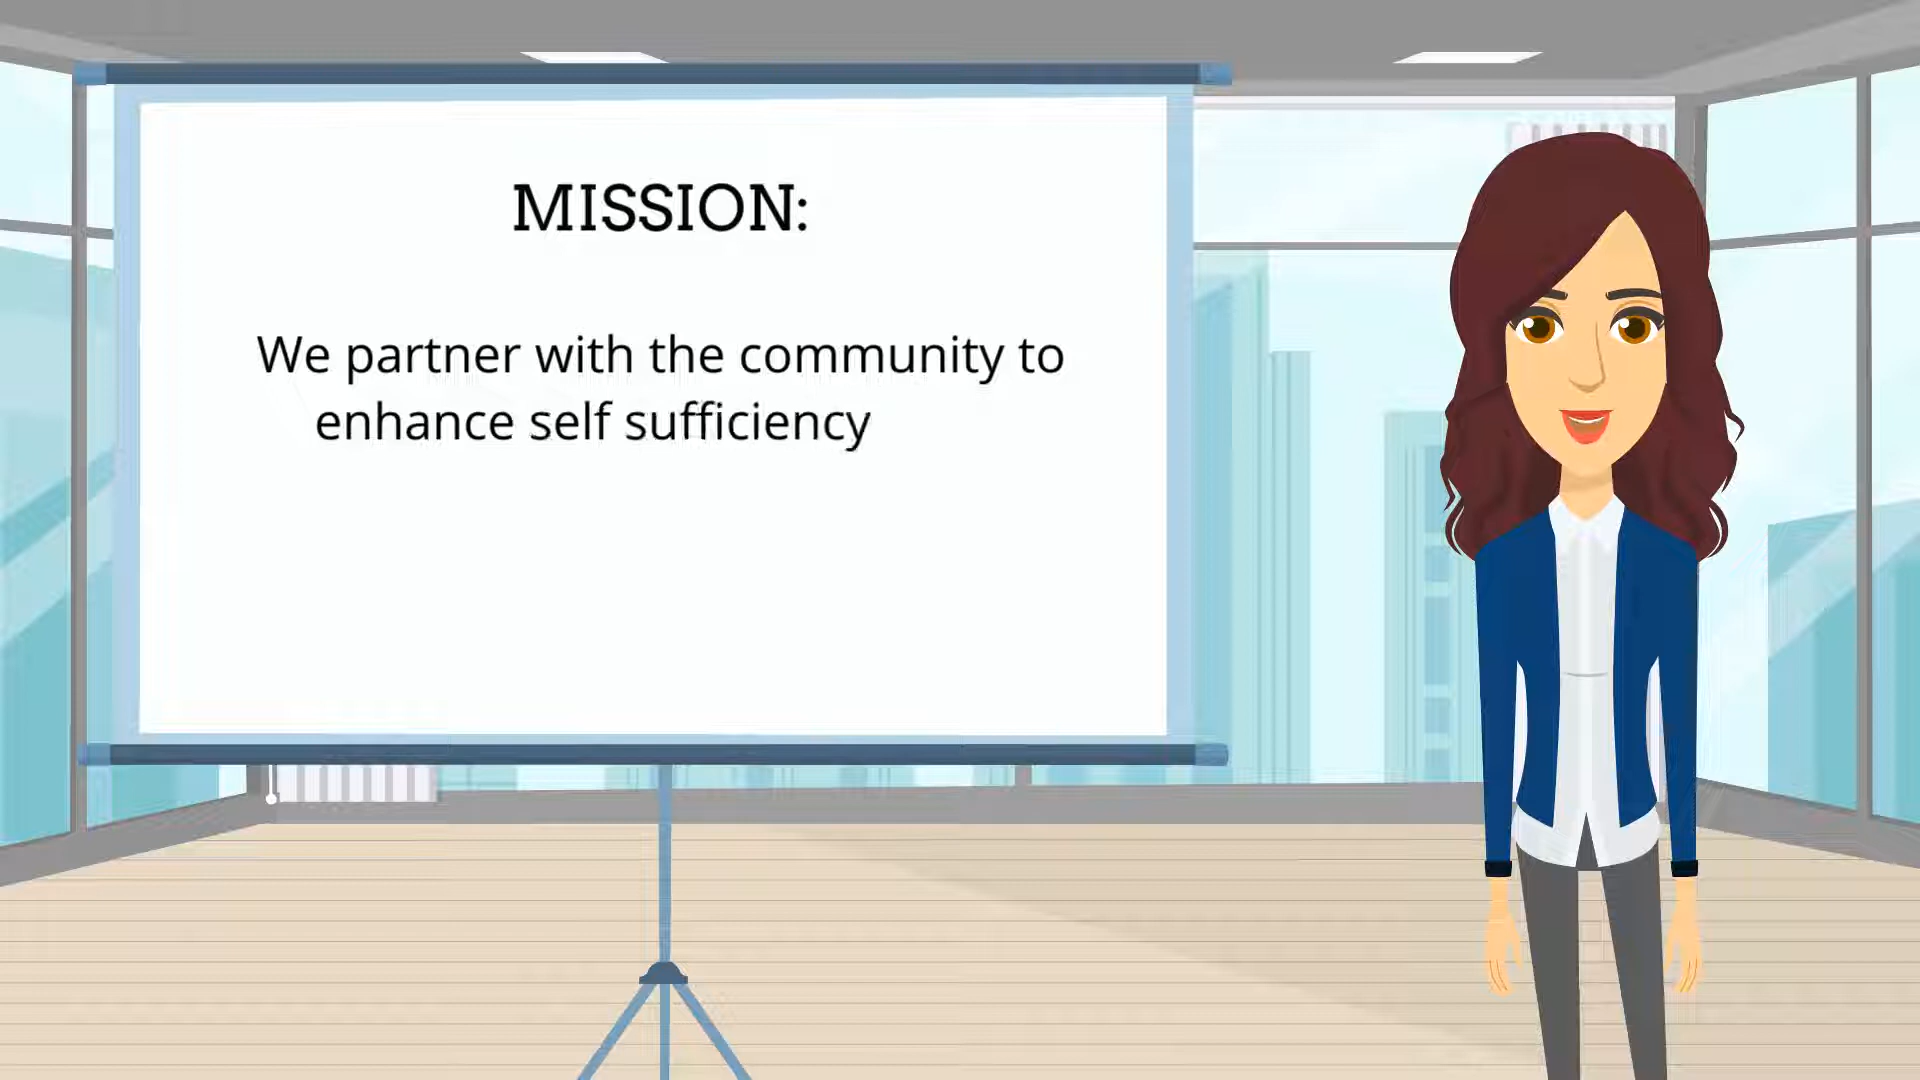 MISSION:
We partner with the community to
enhance self sufficiency